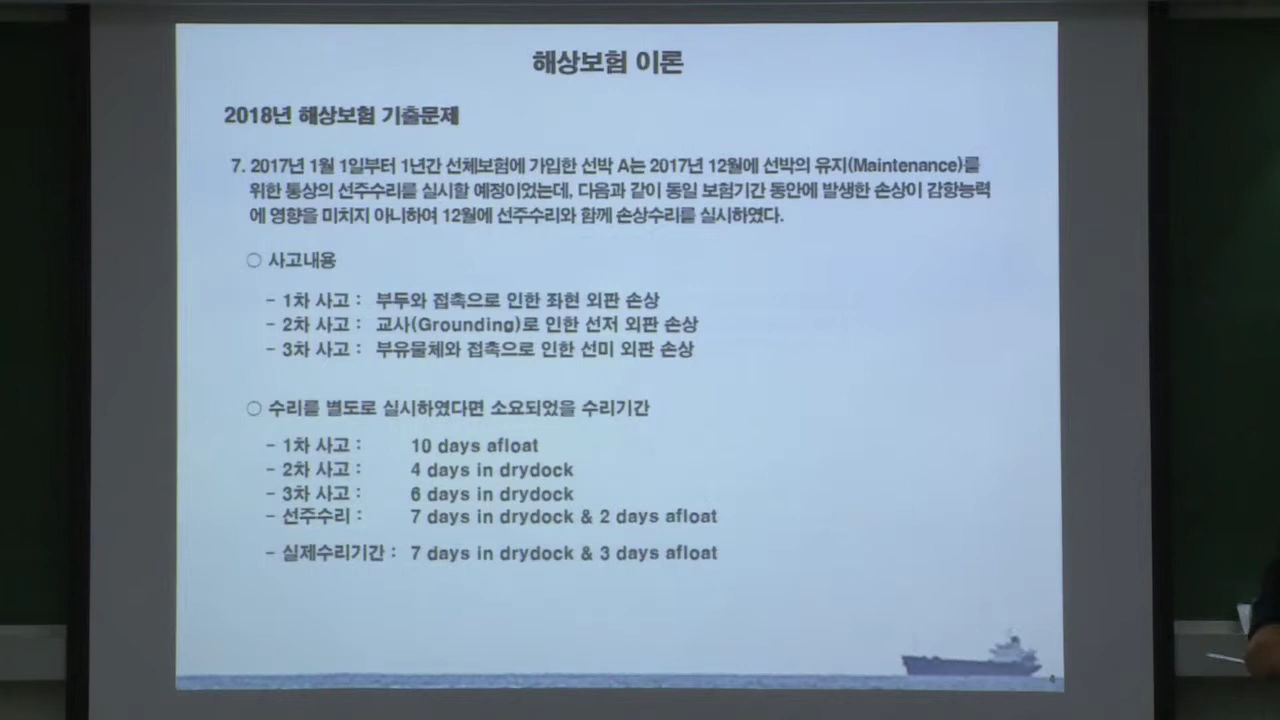 해상보험 이론
2018년 해상보험 기출문제
7. 2017년 1월 1일부터 1년간 선체보험에 가입한 선박 A는 2017년 12월에 선박의 유지(Maintenance)를
위한 통상의 선주수리를 실시할 예정이었는데, 다음과 같이 동일 보험기간 동안에 발생한 손상이 감항능력
에 영향을 미치지 아니하여 12월에 선주수리와 함께 손상수리를 실시하였다.
○ 사고내용
- 1차 사고 : 부두와 접촉으로 인한 좌현 외판 손상
- 2차 사고 : 교사(Grounding)로 인한 선저 외판 손상
- 3차 사고 : 부유물체와 접촉으로 인한 선미 외판 손상
○ 수리를 별도로 실시하였다면 소요되었을 수리기간
- 1차 사고 : 10 days afloat
- 2차 사고 : 4 days in drydock
- 3차 사고 : 6 days in drydock
- 선주수리 : 7 days in drydock & 2 days afloat
- 실제수리기간 : 7 days in drydock & 3 days afloat